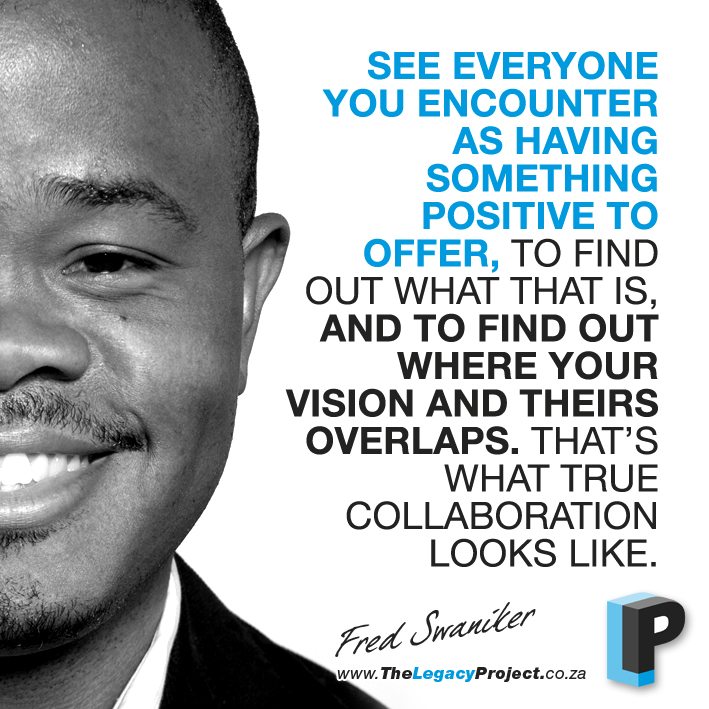 SEE EVERYONE
YOU ENCOUNTER
AS HAVING
SOMETHING
POSITIVE TO
OFFER, TO FIND
OUT WHAT THAT IS,
AND TO FIND OUT
WHERE YOUR
VISION AND THEIRS
OVERLAPS. THAT'S
WHAT TRUE
COLLABORATION
LOOKS LIKE.
Fred Swaniker
www.TheLegacyProject.co.za
P